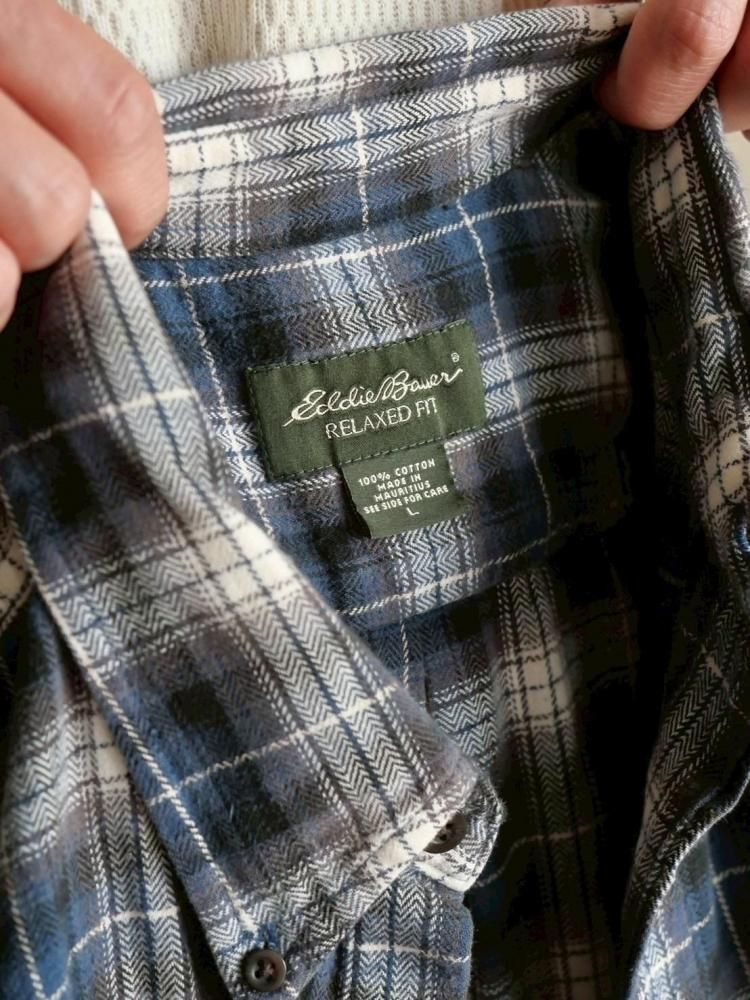 Eddie Bauer®
RELAXED FIT
100% COTTON
MADE IN
MAURITIUS
SEE SIDE FOR CARE
L